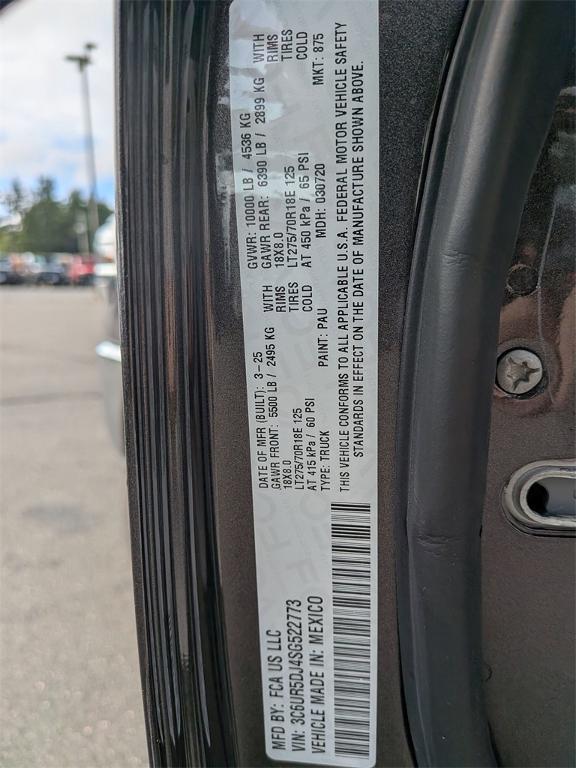 MFD BY: FCA US LLC
VIN: 3C6UR5DJ4SG522773
VEHICLE MADE IN: MEXICO
DATE OF MFR (BUILT): 3-25 GVWR: 10000 LB / 4536 KG
GAWR FRONT: 5500 LB / 2495 KG WITH GAWR REAR: 6390 LB / 2899 KG WITH
18X8.0 RIMS 18X8.0 RIMS
LT275/70R18E 125 TIRES LT275/70R18E 125 TIRES
AT 415 kPa / 60 PSI COLD AT 450 kPa / 65 PSI COLD
TYPE: TRUCK PAINT: PAU MDH: 030720 MKT: 875
THIS VEHICLE CONFORMS TO ALL APPLICABLE U.S.A. FEDERAL MOTOR VEHICLE SAFETY
STANDARDS IN EFFECT ON THE DATE OF MANUFACTURE SHOWN ABOVE.